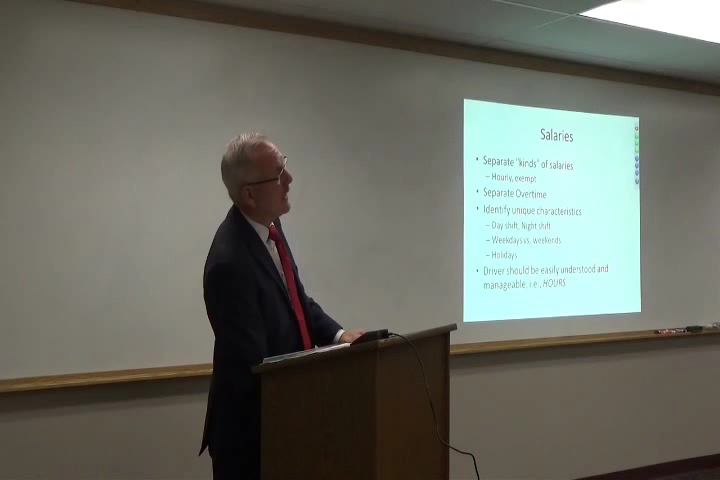 Salaries
• Separate "kinds" of salaries
– Hourly, exempt
• Separate Overtime
• Identify unique characteristics
– Day shift, Night shift
– Weekdays vs. weekends
– Holidays
• Driver should be easily understood and
manageable, i.e., HOURS